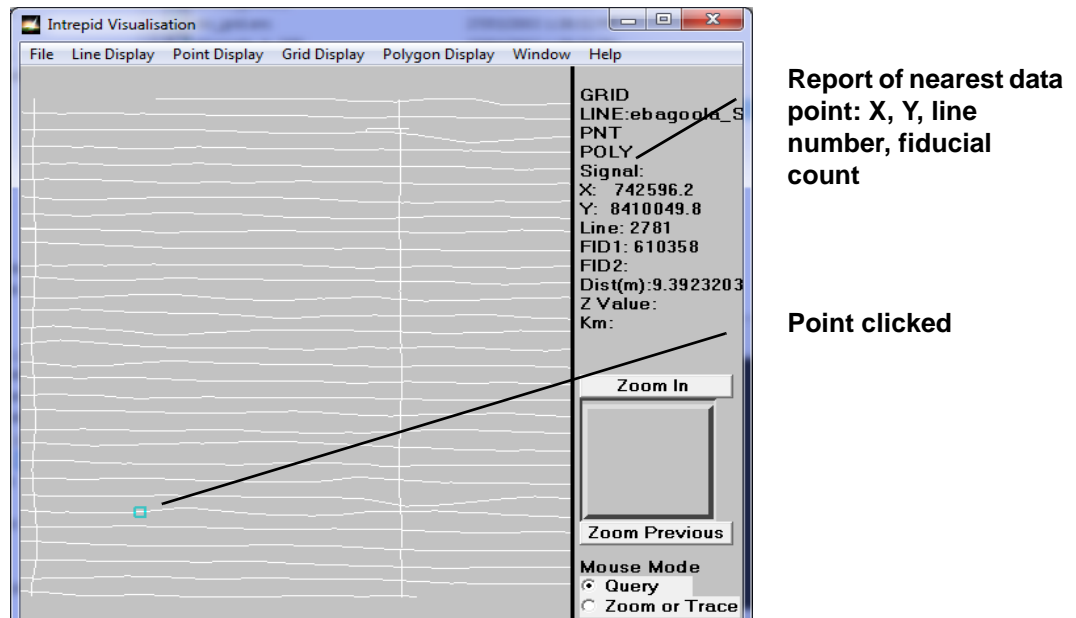 Intrepid Visualisation
File Line Display Point Display Grid Display Polygon Display Window Help
GRID
LINE:ebagoola_S
PNT
POLY
Signal:
X: 742596.2
Y: 8410049.8
Line: 2781
FID1: 610358
FID2:
Dist(m):9.3923203
Z Value:
Km:
Zoom In
Zoom Previous
Mouse Mode
Query
Zoom or Trace
Report of nearest data
point: X, Y, line
number, fiducial
count
Point clicked